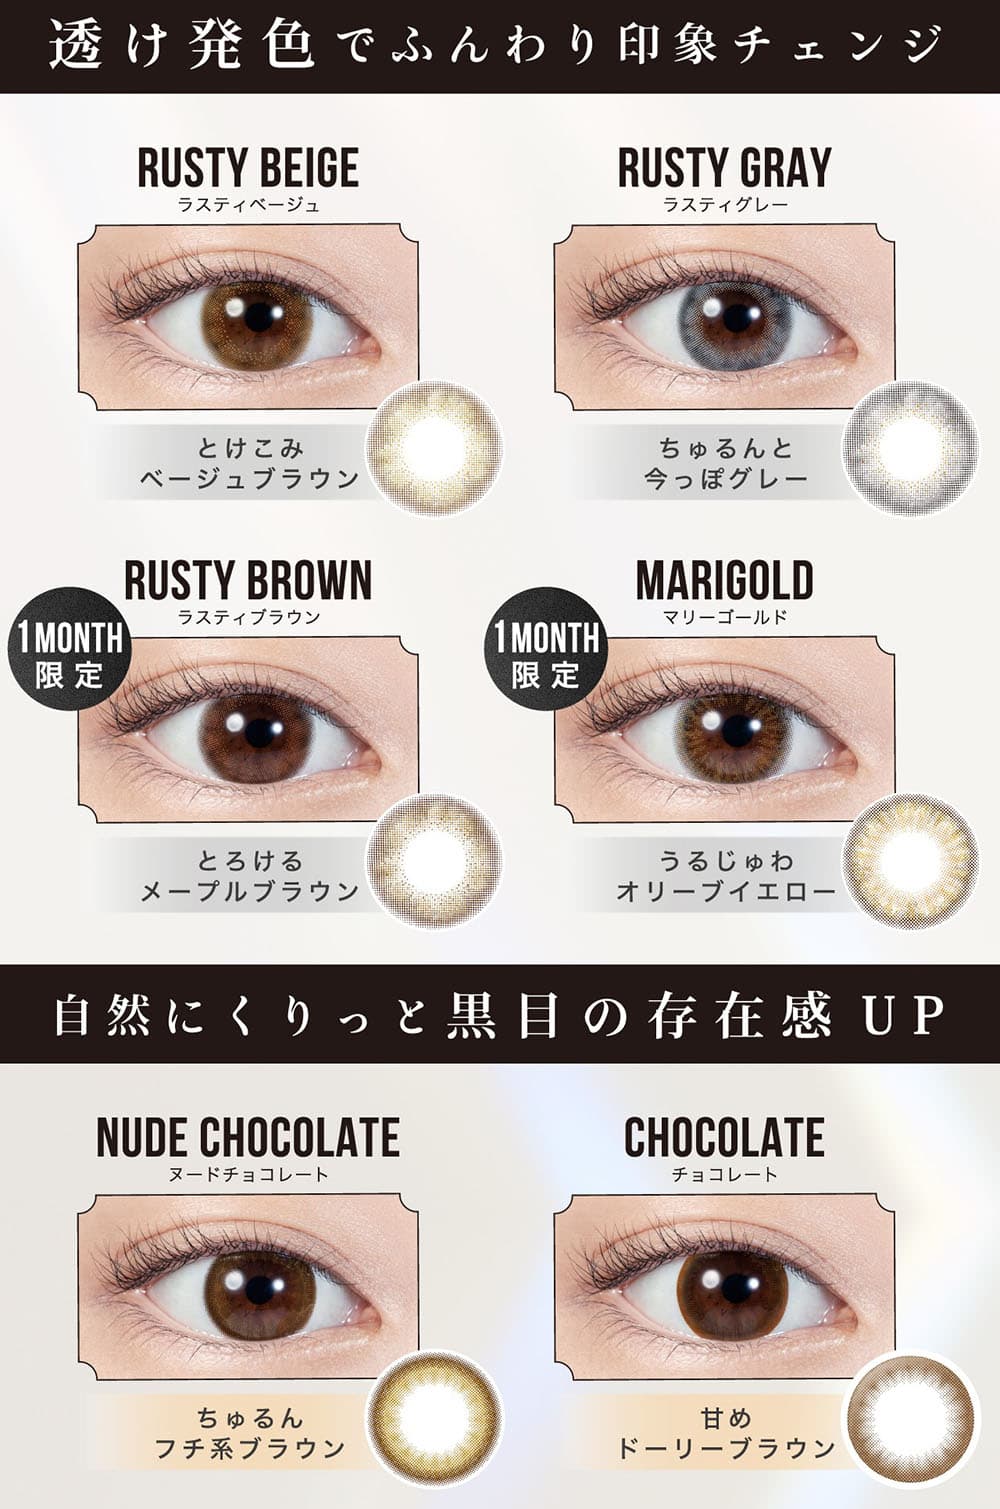 透け発色でふんわり印象チェンジ
RUSTY BEIGE
ラスティベージュ
とけこみ
ベージュブラウン
RUSTY GRAY
ラスティグレー
ちゅるんと
今っぽグレー
RUSTY BROWN
ラスティブラウン
1MONTH
限定
とろける
メープルブラウン
MARIGOLD
マリーゴールド
1MONTH
限定
うるじゅわ
オリーブイエロー
自然にくりっと黒目の存在感UP
NUDE CHOCOLATE
ヌードチョコレート
ちゅるん
フチ系ブラウン
CHOCOLATE
チョコレート
甘め
ドーリーブラウン